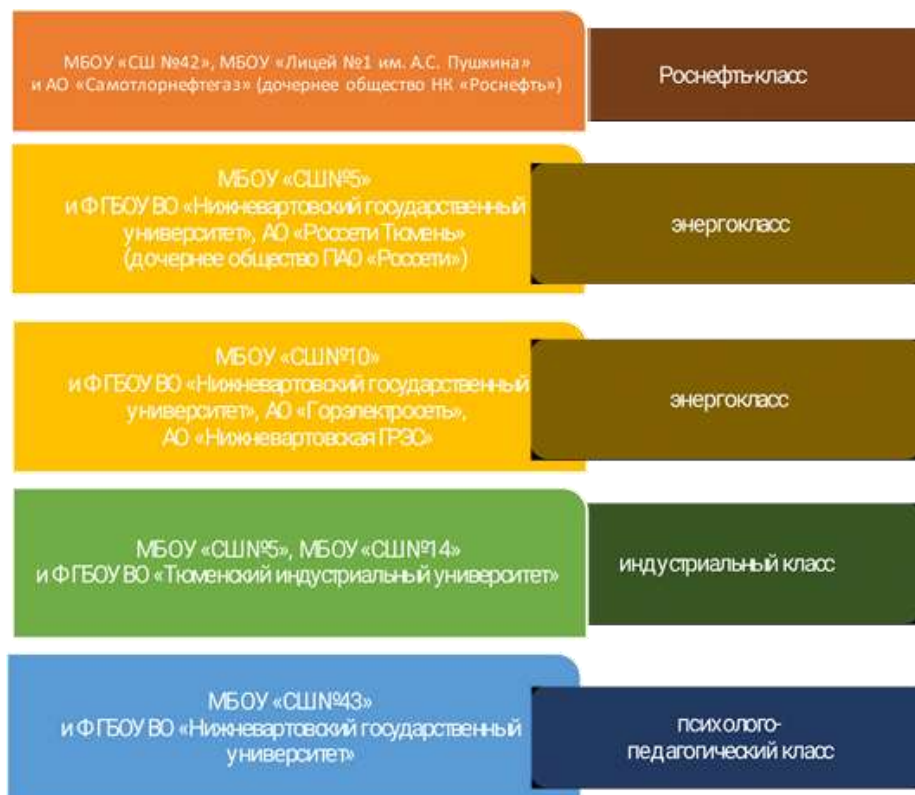 МБОУ «СШ №42», МБОУ «Лицей №1 им. А.С. Пушкина»
и АО «Самотлорнефтегаз» (дочернее общество НК «Роснефть»)
Роснефть-класс
МБОУ «СШ№5»
и ФГБОУ ВО «Нижневартовский государственный
университет», АО «Россети Тюмень»
(дочернее общество ПАО «Россети»)
энергокласс
МБОУ «СШ№10»
и ФГБОУ ВО «Нижневартовский государственный
университет», АО «Горэлектросеть»,
АО «Нижневартовская ГРЭС»
энергокласс
МБОУ «СШ№5», МБОУ «СШ№14»
и ФГБОУ ВО «Тюменский индустриальный университет»
индустриальный класс
МБОУ «СШ№43»
и ФГБОУ ВО «Нижневартовский государственный
университет»
психолого-
педагогический класс